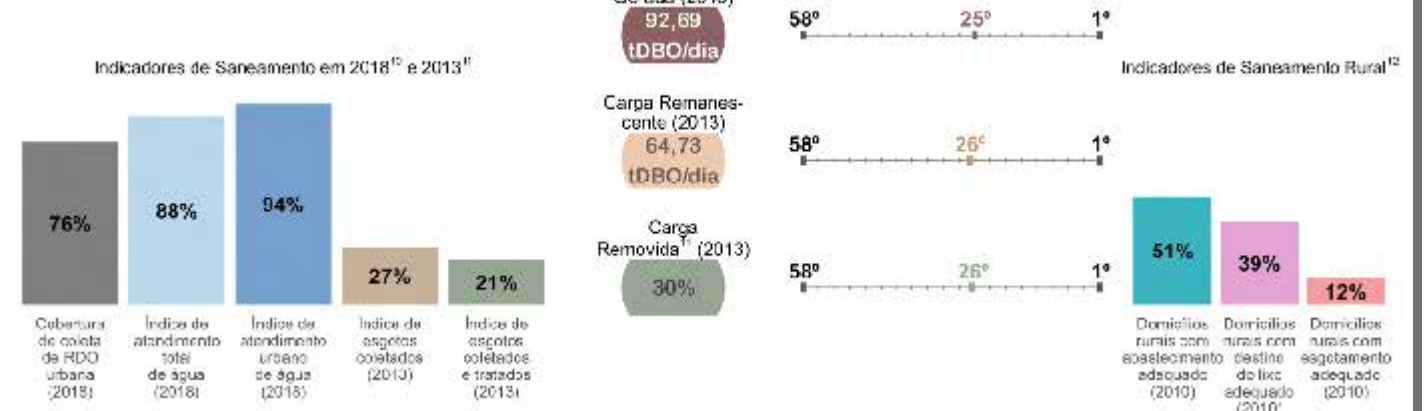 92,69
tDBO/dia
58º 25º 1º
Indicadores de Saneamento em 2018¹⁰ e 2013¹¹
76%
88%
94%
27%
21%
Cobertura
de coleta
de RDO
urbana
(2018)
Índice de
atendimento
total
de água
(2018)
Índice de
atendimento
urbano
de água
(2018)
Índice de
esgotos
coletados
(2013)
Índice de
esgotos
coletados
e tratados
(2013)
Carga Remanes-
cente (2013)
64,73
tDBO/dia
58º 26º 1º
Carga
Removida¹¹ (2013)
30%
58º 26º 1º
Indicadores de Saneamento Rural¹²
51%
39%
12%
Domicílios
rurais com
abastecimento
adequado
(2010)
Domicílios
rurais com
destino
do lixo
adequado
(2010)
Domicílios
rurais com
esgotamento
adequado
(2010)